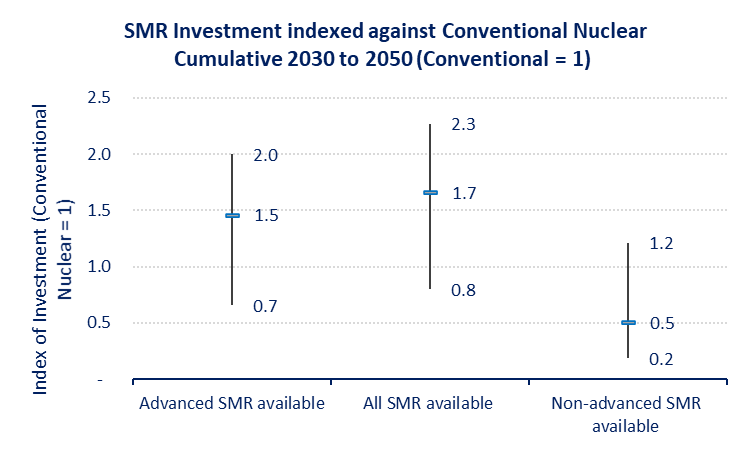 SMR Investment indexed against Conventional Nuclear
Cumulative 2030 to 2050 (Conventional = 1)
Index of Investment (Conventional
Nuclear = 1)
2.5
2.0
1.5
1.0
0.5
-
2.0
1.5
0.7
2.3
1.7
0.8
1.2
0.5
0.2
Advanced SMR available
All SMR available
Non-advanced SMR
available